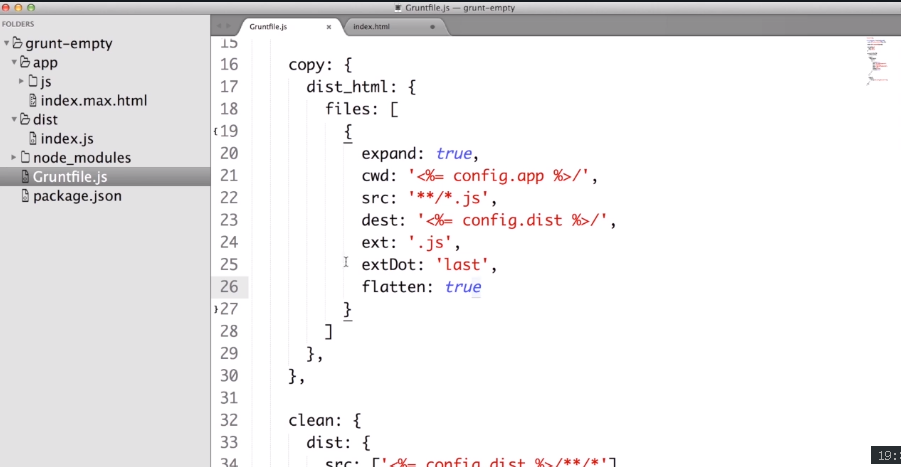 Gruntfile.js — grunt-empty
FOLDERS
grunt-empty
app
js
index.max.html
dist
index.js
node_modules
Gruntfile.js
package.json
Gruntfile.js × index.html
15
16 copy: {
17 dist_html: {
18 files: [
19 {
20 expand: true,
21 cwd: '<%= config.app %>/',
22 src: '**/*.js',
23 dest: '<%= config.dist %>/',
24 ext: '.js',
25 extDot: 'last',
26 flatten: true
27 }
28 ]
29 },
30 },
31
32 clean: {
33 dist: {
34 src: ['<%= config.dist %>/**/*']